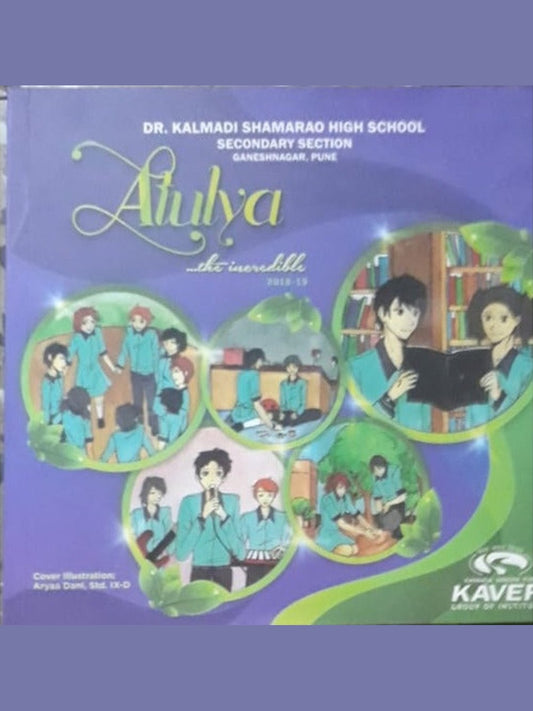 DR. KALMADI SHAMARAO HIGH SCHOOL
SECONDARY SECTION
GANESHNAGAR, PUNE
Atulya
...the incredible
2018-19
Cover Illustration:
Aryaa Dani, Std. IX-D
KAVER
GROUP OF INSTITU